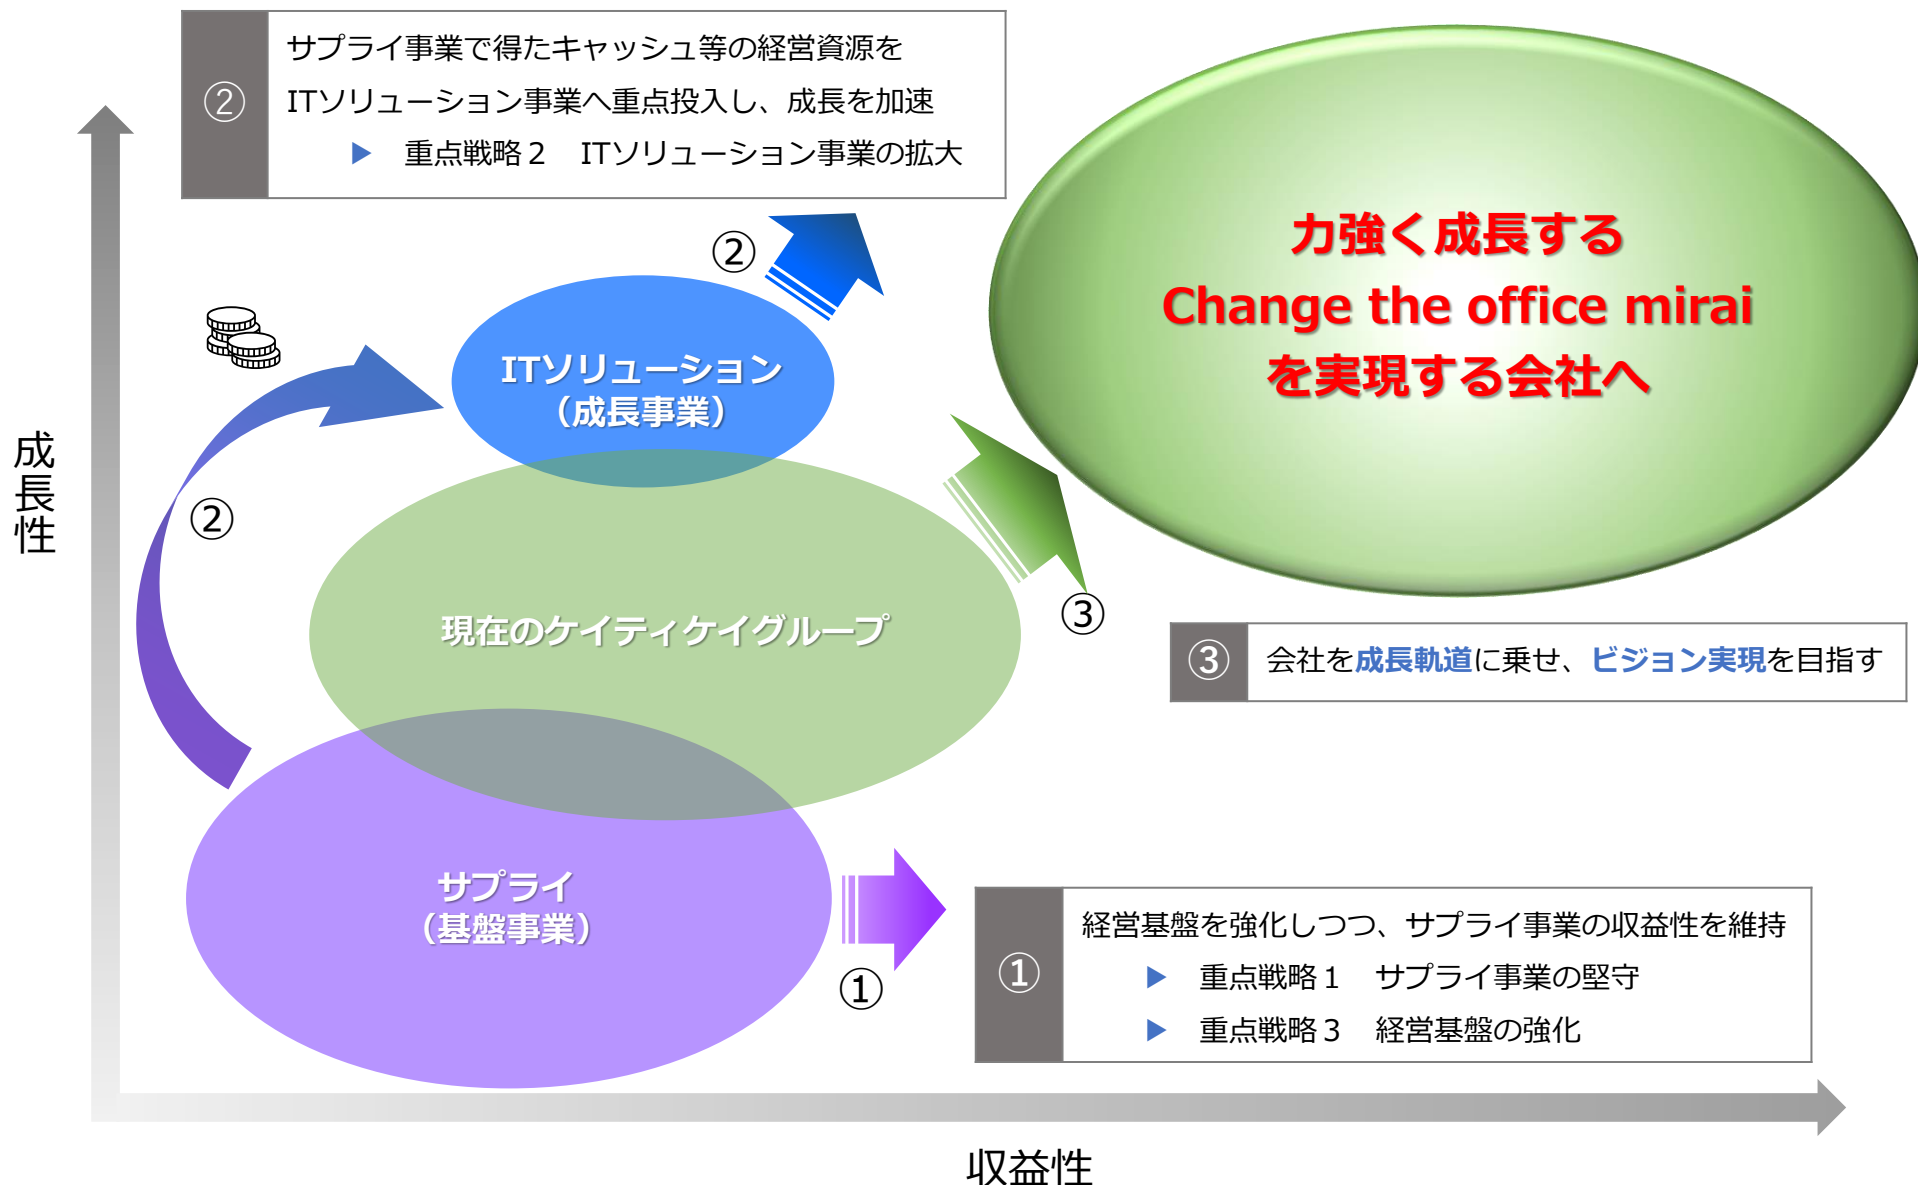 ②
サプライ事業で得たキャッシュ等の経営資源を
ITソリューション事業へ重点投入し、成長を加速
▶ 重点戦略２ ITソリューション事業の拡大
力強く成長する
Change the office mirai
を実現する会社へ
②
ITソリューション
（成長事業）
成長性
②
現在のケイティケイグループ
③
③
会社を成長軌道に乗せ、ビジョン実現を目指す
サプライ
（基盤事業）
①
①
経営基盤を強化しつつ、サプライ事業の収益性を維持
▶ 重点戦略１ サプライ事業の堅守
▶ 重点戦略３ 経営基盤の強化
収益性